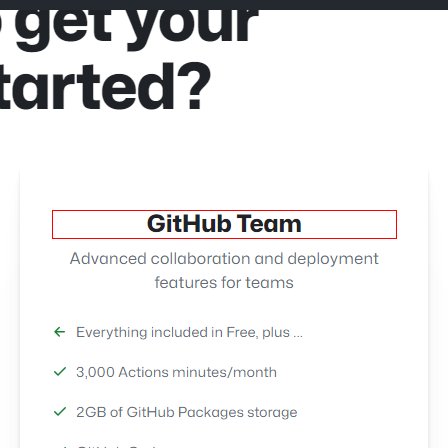 get your
tarted?
GitHub Team
Advanced collaboration and deployment
features for teams
Everything included in Free, plus ...
3,000 Actions minutes/month
2GB of GitHub Packages storage